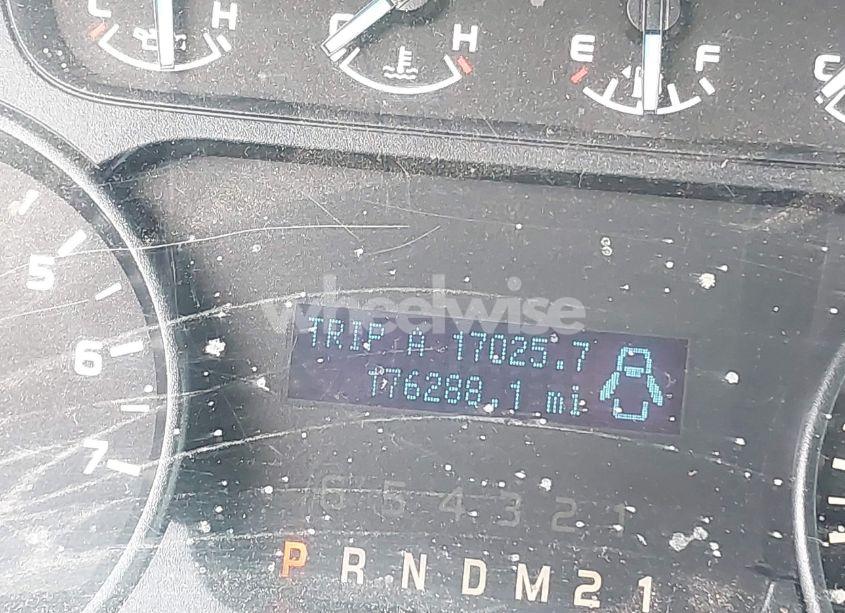 L H C H E F C
5
6
7
wheelwise
TRIP A 17025.7
176288.1 mi
6 5 4 3 2 1
P R N D M 2 1